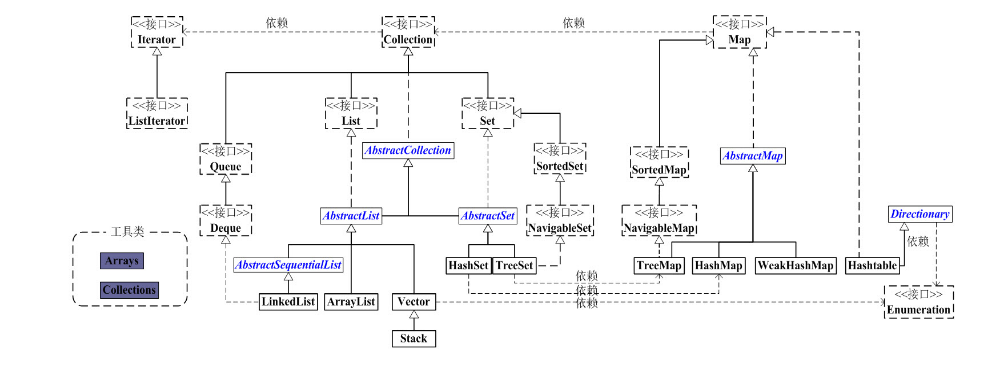 <<接口>>
Iterator
依赖
<<接口>>
Collection
依赖
<<接口>>
Map
<<接口>>
ListIterator
<<接口>>
List
<<接口>>
Set
AbstractCollection
<<接口>>
Queue
<<接口>>
SortedSet
<<接口>>
SortedMap
AbstractMap
<<接口>>
Deque
AbstractList
AbstractSet
<<接口>>
NavigableSet
<<接口>>
NavigableMap
Directionary
依赖
工具类
Arrays
Collections
AbstractSequentialList
HashSet
TreeSet
TreeMap
HashMap
WeakHashMap
Hashtable
依赖
依赖
依赖
LinkedList
ArrayList
Vector
<<接口>>
Enumeration
Stack